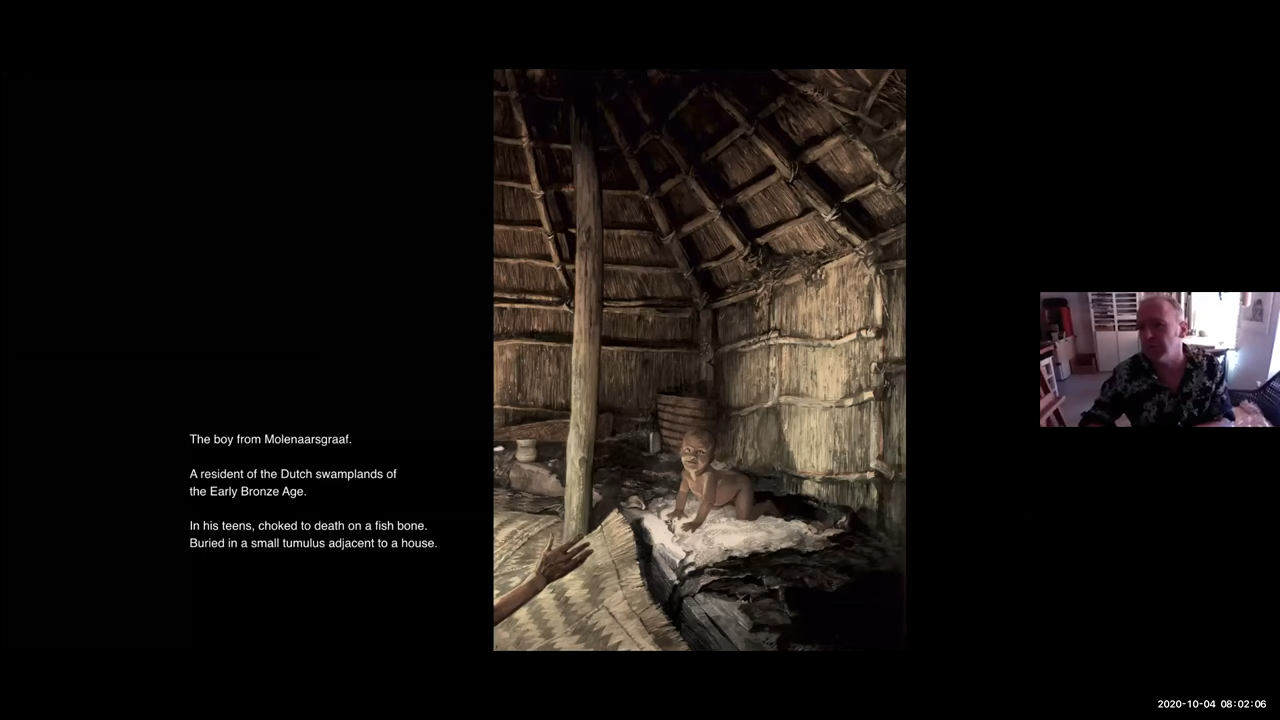 The boy from Molenaarsgraaf.
A resident of the Dutch swamplands of
the Early Bronze Age.
In his teens, choked to death on a fish bone.
Buried in a small tumulus adjacent to a house.
2020-10-04 08:02:06